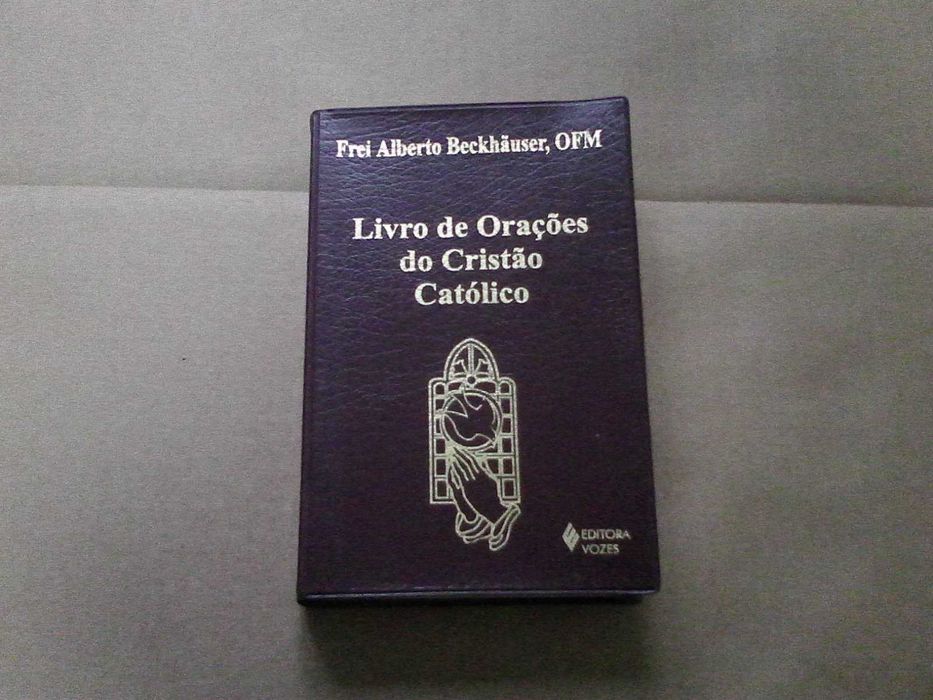 Frei Alberto Beckhäuser, OFM
Livro de Orações
do Cristão
Católico
EDITORA
VOZES